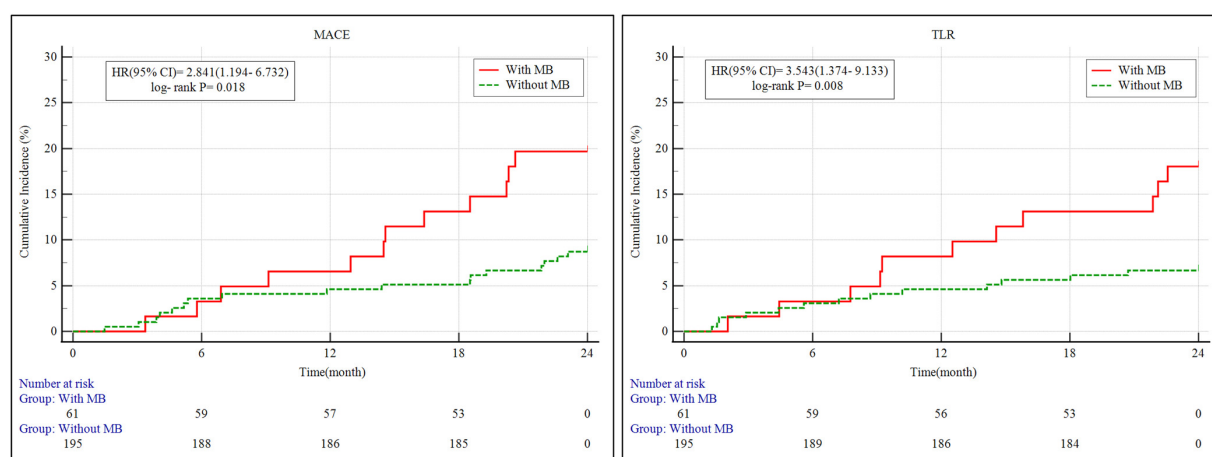 MACE
HR(95% CI)= 2.841(1.194- 6.732)
log- rank P= 0.018
With MB
Without MB
Cumulative Incidence (%)
30
25
20
15
10
5
0
0 6 12 18 24
Time(month)
Number at risk
Group: With MB
61 59 57 53 0
Group: Without MB
195 188 186 185 0
TLR
HR(95% CI)= 3.543(1.374- 9.133)
log-rank P= 0.008
With MB
Without MB
Cumulative Incidence (%)
30
25
20
15
10
5
0
0 6 12 18 24
Time(month)
Number at risk
Group: With MB
61 59 56 53 0
Group: Without MB
195 189 186 184 0